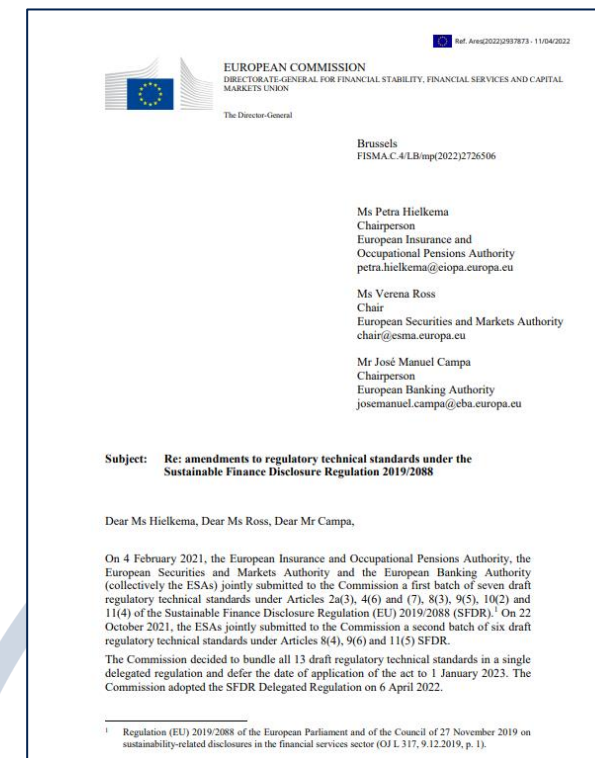 Ref. Ares(2022)2937873 - 11/04/2022
EUROPEAN COMMISSION
DIRECTORATE-GENERAL FOR FINANCIAL STABILITY, FINANCIAL SERVICES AND CAPITAL
MARKETS UNION
The Director-General
Brussels
FISMA.C.4/LB/mp(2022)2726506
Ms Petra Hielkema
Chairperson
European Insurance and
Occupational Pensions Authority
petra.hielkema@eiopa.europa.eu
Ms Verena Ross
Chair
European Securities and Markets Authority
chair@esma.europa.eu
Mr José Manuel Campa
Chairperson
European Banking Authority
josemanuel.campa@eba.europa.eu
Subject: Re: amendments to regulatory technical standards under the
Sustainable Finance Disclosure Regulation 2019/2088
Dear Ms Hielkema, Dear Ms Ross, Dear Mr Campa,
On 4 February 2021, the European Insurance and Occupational Pensions Authority, the
European Securities and Markets Authority and the European Banking Authority
(collectively the ESAs) jointly submitted to the Commission a first batch of seven draft
regulatory technical standards under Articles 2a(3), 4(6) and (7), 8(3), 9(5), 10(2) and
11(4) of the Sustainable Finance Disclosure Regulation (EU) 2019/2088 (SFDR).1 On 22
October 2021, the ESAs jointly submitted to the Commission a second batch of six draft
regulatory technical standards under Articles 8(4), 9(6) and 11(5) SFDR.
The Commission decided to bundle all 13 draft regulatory technical standards in a single
delegated regulation and defer the date of application of the act to 1 January 2023. The
Commission adopted the SFDR Delegated Regulation on 6 April 2022.
1 Regulation (EU) 2019/2088 of the European Parliament and of the Council of 27 November 2019 on
sustainability-related disclosures in the financial services sector (OJ L 317, 9.12.2019, p. 1).